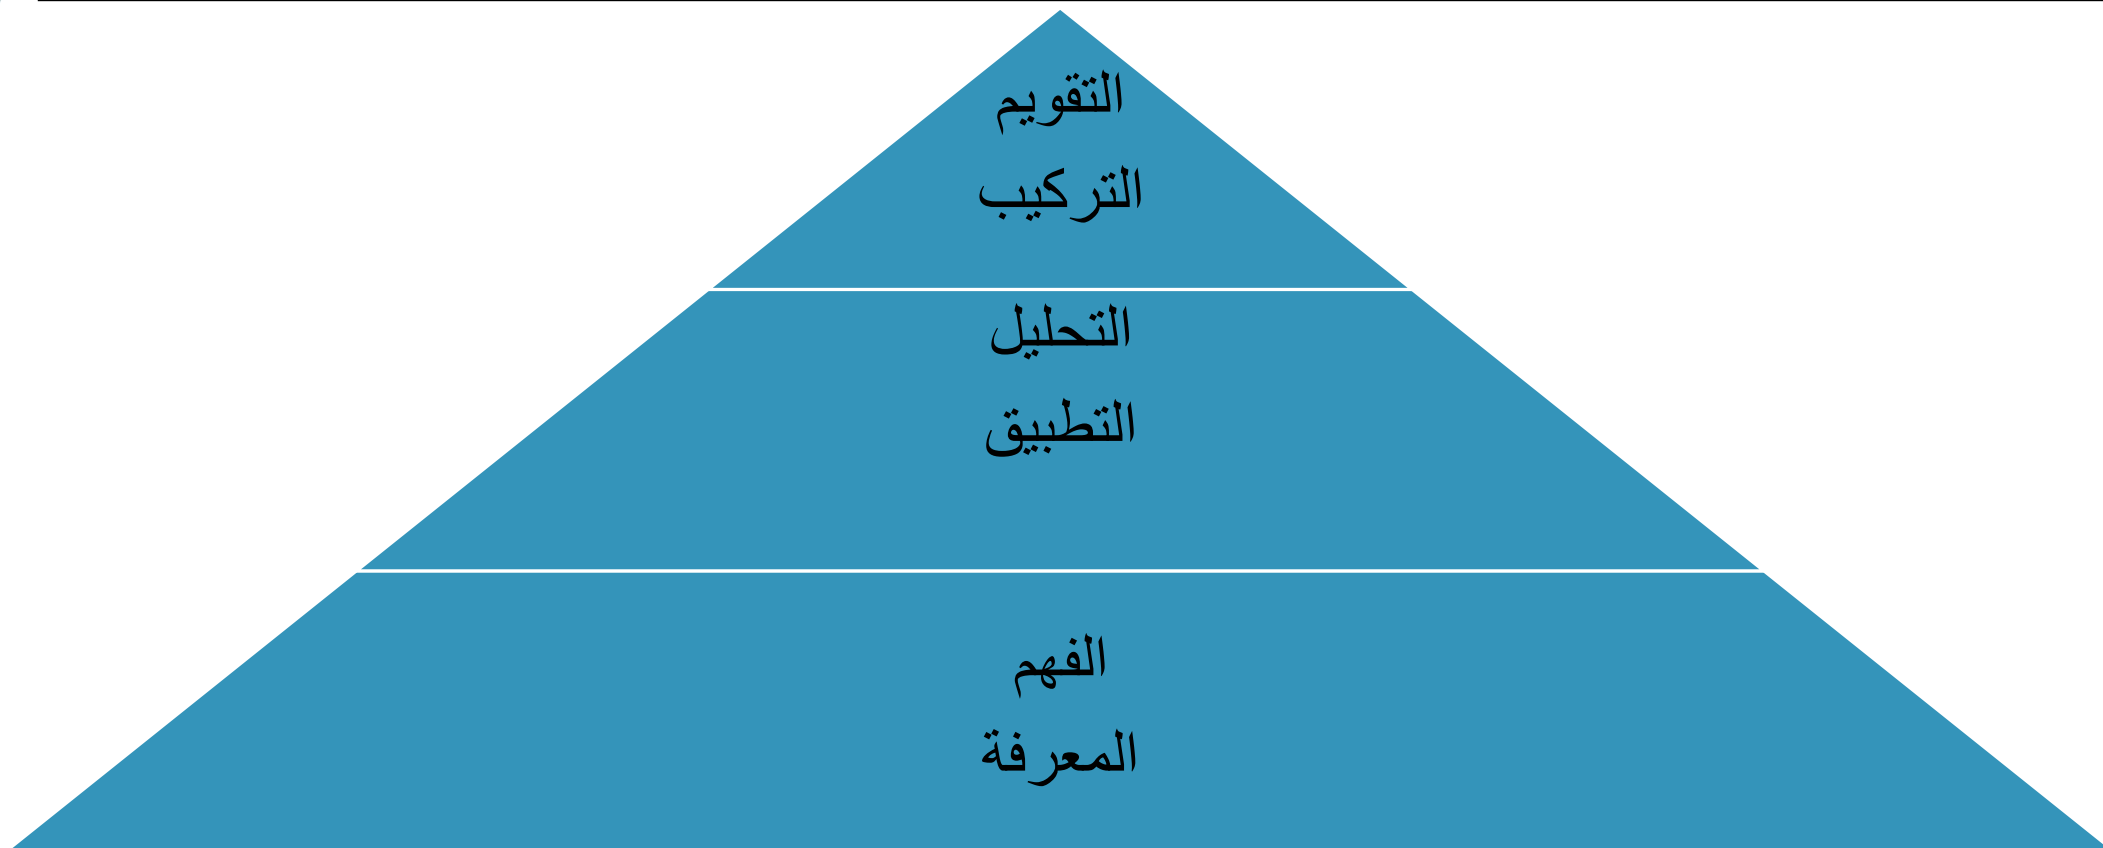 التقويم
التركيب
التحليل
التطبيق
الفهم
المعرفة